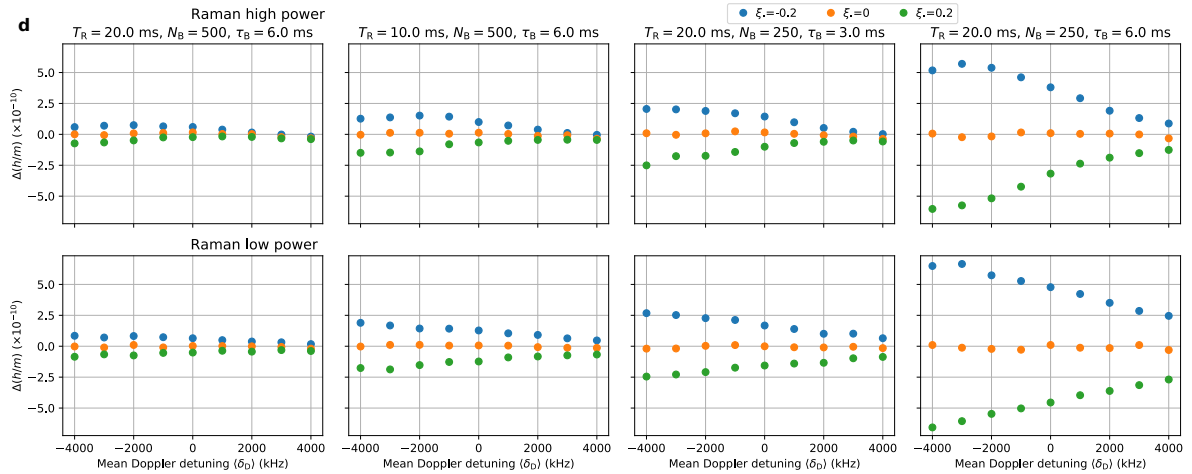 d
Raman high power
ξ.=-0.2 ξ.=0 ξ.=0.2
T_R = 20.0 ms, N_B = 500, τ_B = 6.0 ms
T_R = 10.0 ms, N_B = 500, τ_B = 6.0 ms
T_R = 20.0 ms, N_B = 250, τ_B = 3.0 ms
T_R = 20.0 ms, N_B = 250, τ_B = 6.0 ms
Δ(h/m) (×10⁻¹⁰)
5.0
2.5
0.0
−2.5
−5.0
Raman low power
Δ(h/m) (×10⁻¹⁰)
5.0
2.5
0.0
−2.5
−5.0
−4000 −2000 0 2000 4000
−4000 −2000 0 2000 4000
−4000 −2000 0 2000 4000
−4000 −2000 0 2000 4000
Mean Doppler detuning ⟨δ_D⟩ (kHz)
Mean Doppler detuning ⟨δ_D⟩ (kHz)
Mean Doppler detuning ⟨δ_D⟩ (kHz)
Mean Doppler detuning ⟨δ_D⟩ (kHz)